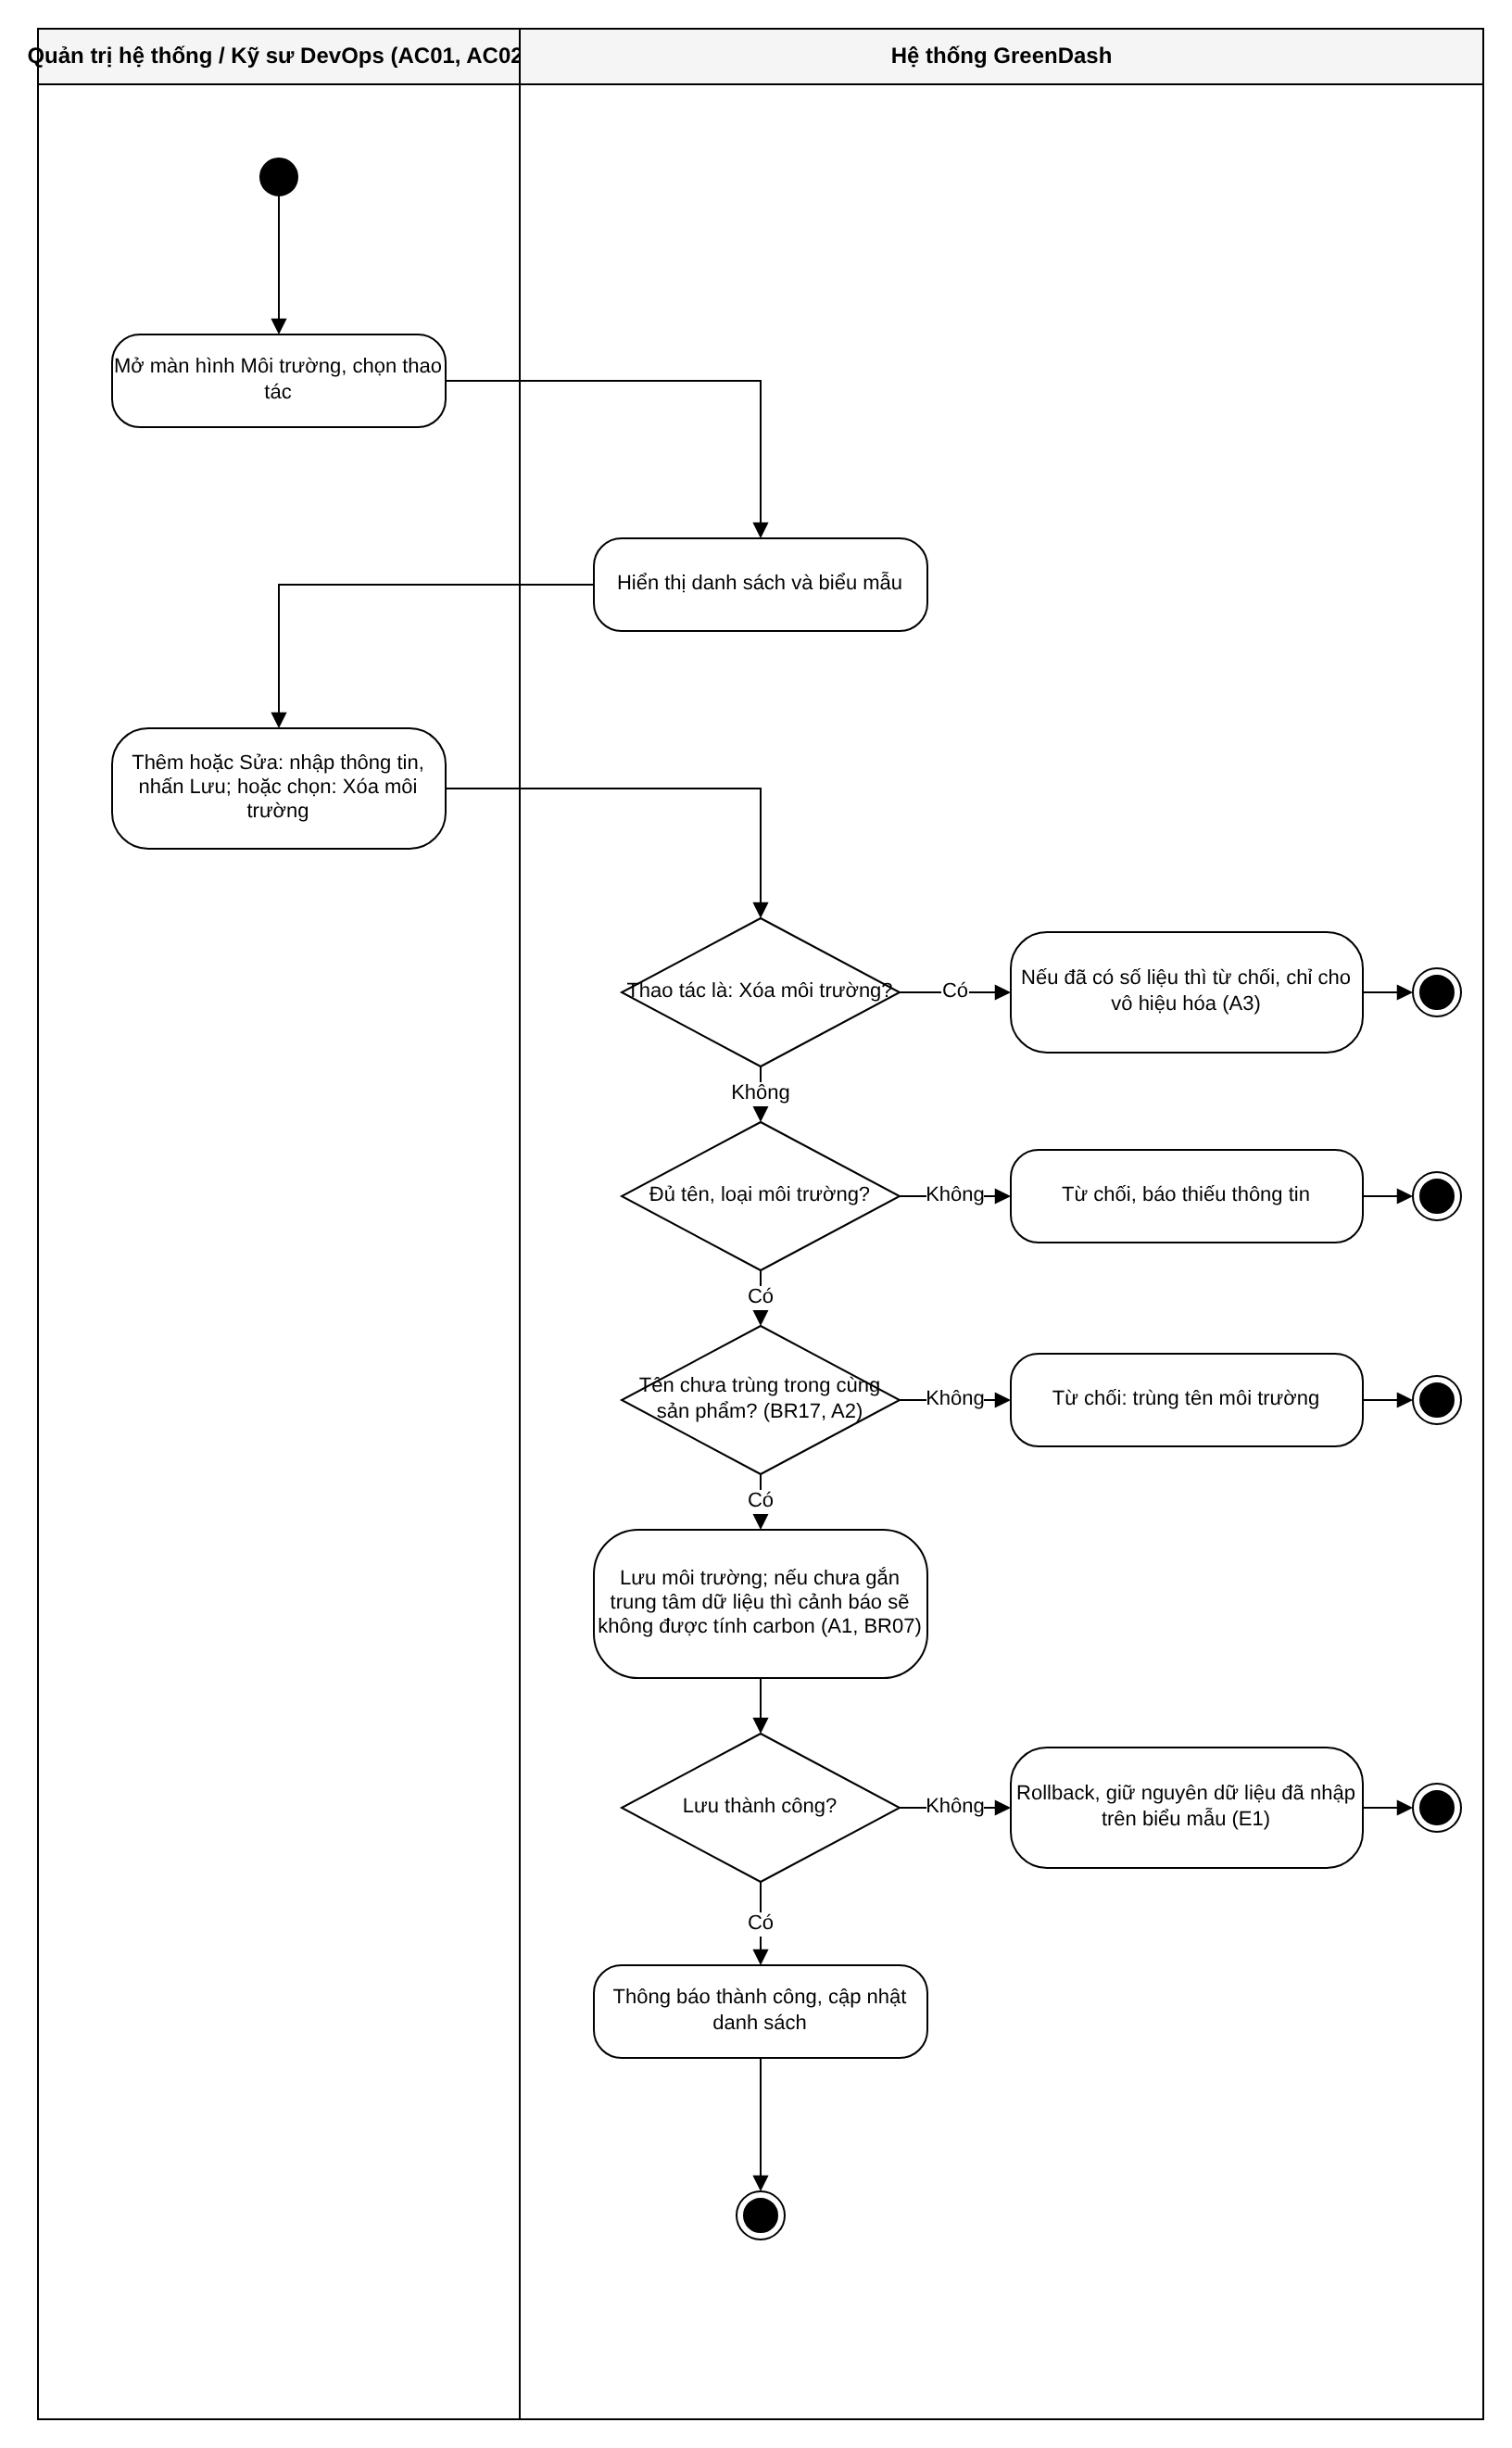 Quản trị hệ thống / Kỹ sư DevOps (AC01, AC02
Hệ thống GreenDash
Mở màn hình Môi trường, chọn thao
tác
Hiển thị danh sách và biểu mẫu
Thêm hoặc Sửa: nhập thông tin,
nhấn Lưu; hoặc chọn: Xóa môi
trường
Thao tác là: Xóa môi trường?
Có
Nếu đã có số liệu thì từ chối, chỉ cho
vô hiệu hóa (A3)
Không
Đủ tên, loại môi trường?
Không
Từ chối, báo thiếu thông tin
Có
Tên chưa trùng trong cùng
sản phẩm? (BR17, A2)
Không
Từ chối: trùng tên môi trường
Có
Lưu môi trường; nếu chưa gắn
trung tâm dữ liệu thì cảnh báo sẽ
không được tính carbon (A1, BR07)
Lưu thành công?
Không
Rollback, giữ nguyên dữ liệu đã nhập
trên biểu mẫu (E1)
Có
Thông báo thành công, cập nhật
danh sách